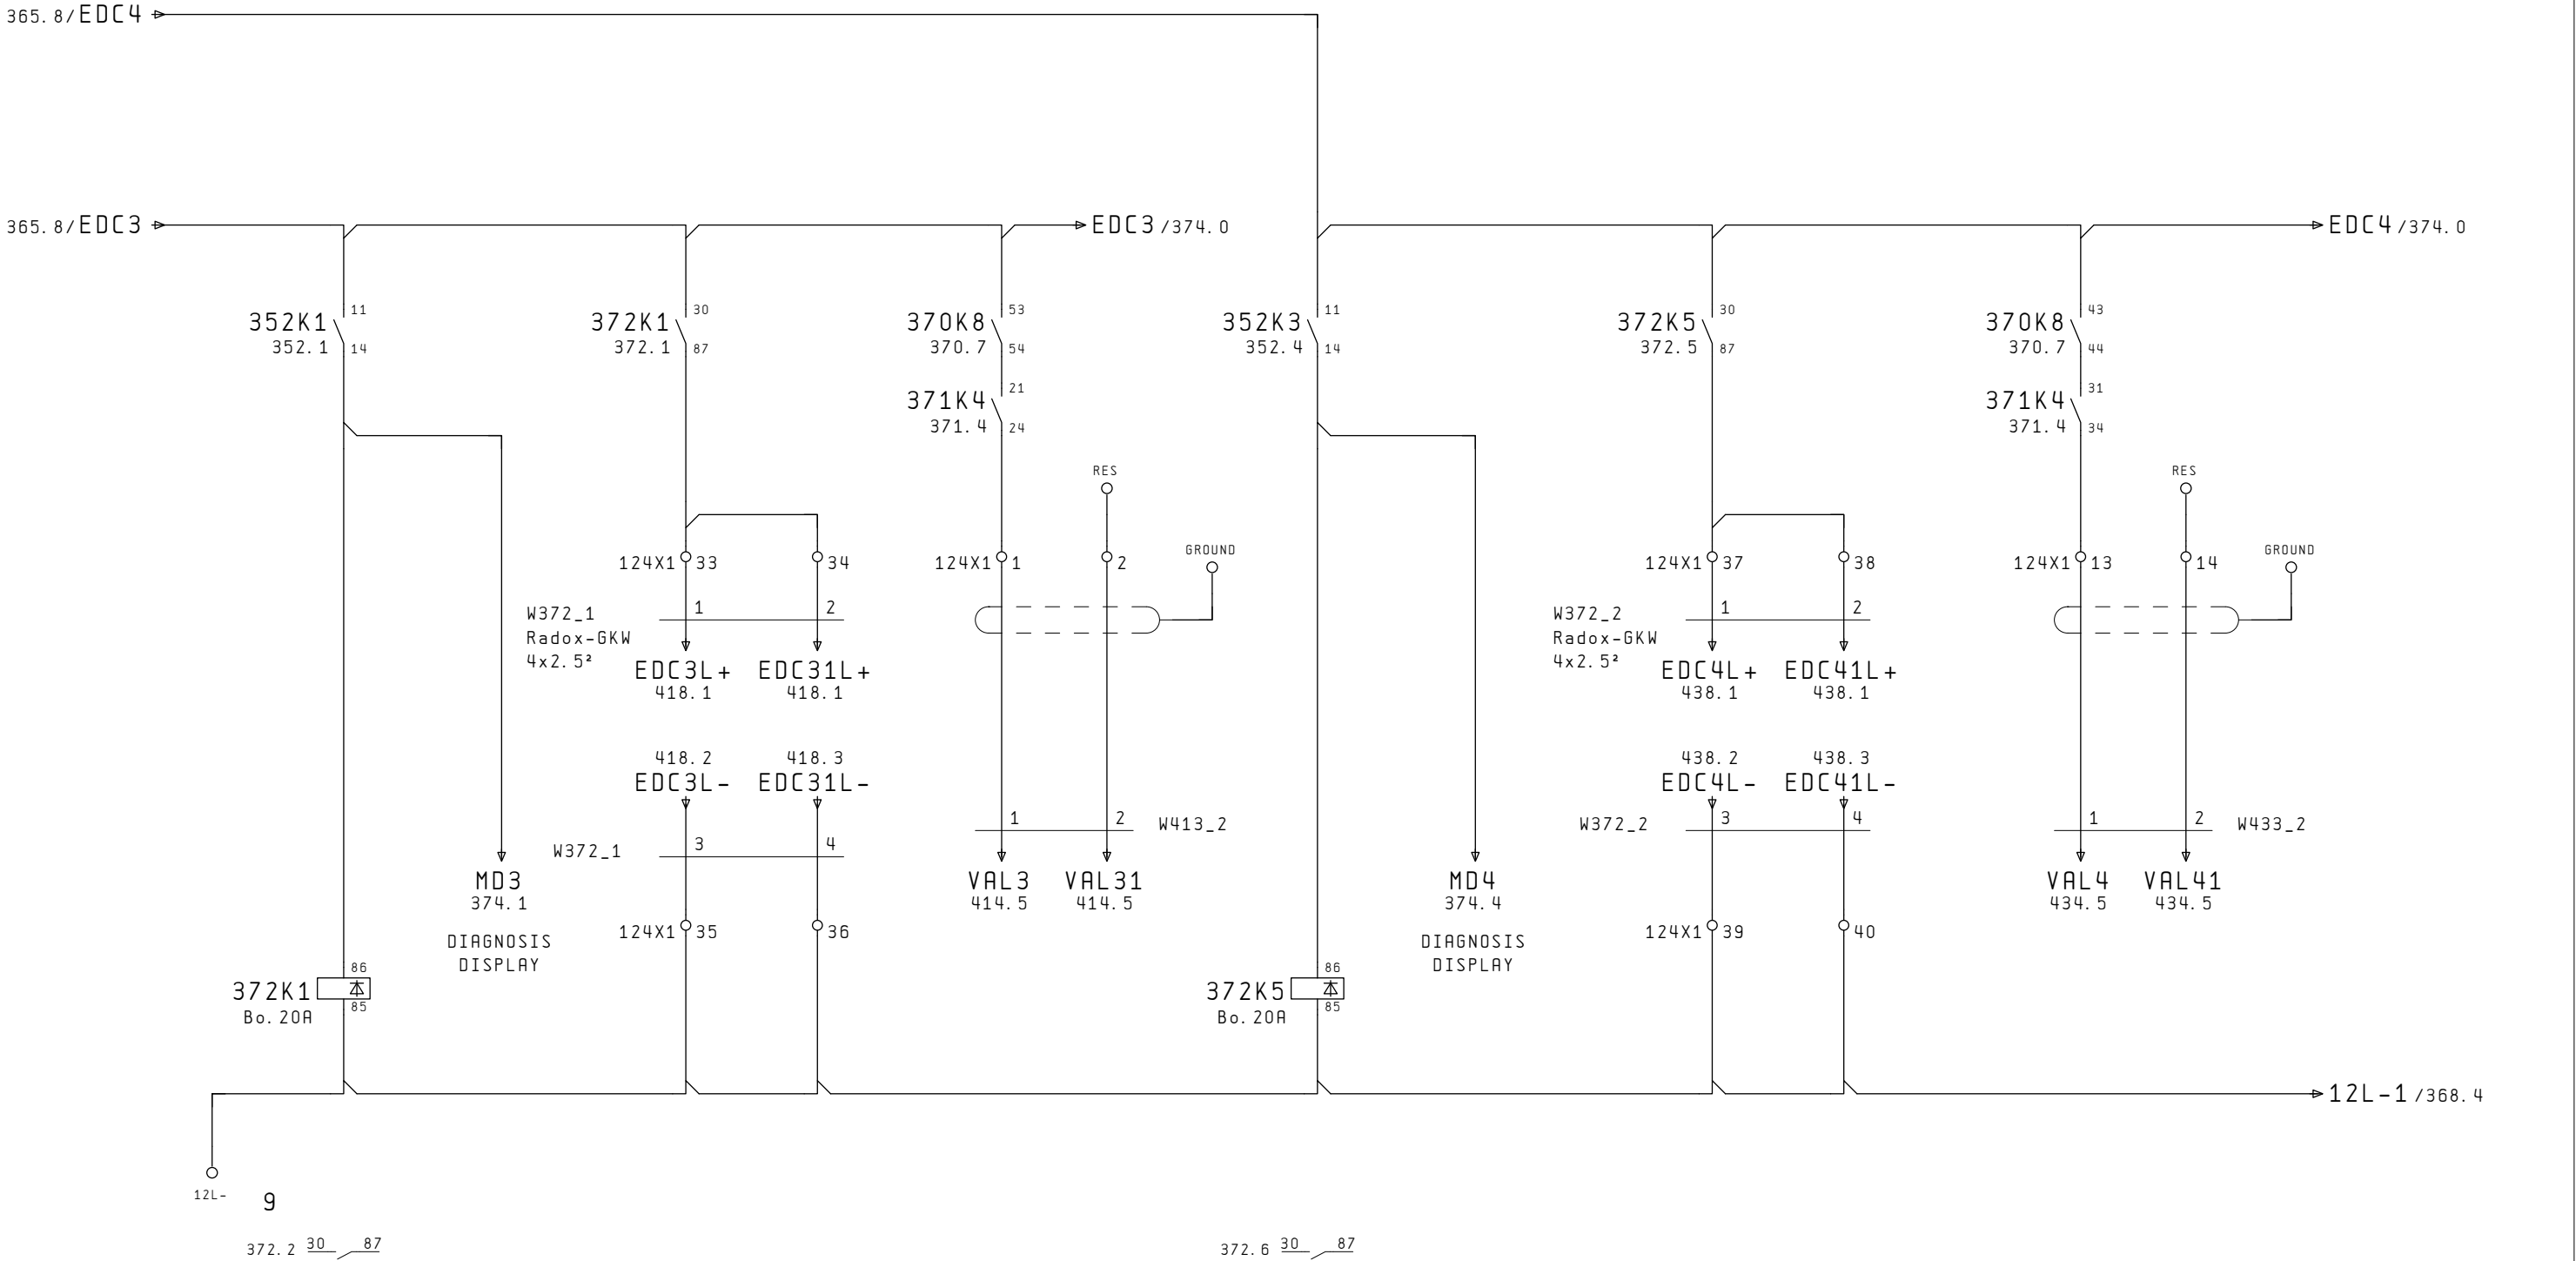 365.8/EDC4
365.8/EDC3
EDC3/374.0
EDC4/374.0
352K1 11
352.1 14
372K1 30
372.1 87
370K8 53
370.7 54
371K4 21
371.4 24
352K3 11
352.4 14
372K5 30
372.5 87
370K8 43
370.7 44
371K4 31
371.4 34
RES
RES
124X1 33 34
124X1 1 2
GROUND
124X1 37 38
124X1 13 14
GROUND
W372_1 1 2
Radox-GKW
4x2.5²
EDC3L+ EDC31L+
418.1 418.1
W372_2 1 2
Radox-GKW
4x2.5²
EDC4L+ EDC41L+
438.1 438.1
418.2 418.3
EDC3L- EDC31L-
438.2 438.3
EDC4L- EDC41L-
W372_1 3 4
1 2 W413_2
W372_2 3 4
1 2 W433_2
MD3
374.1
DIAGNOSIS
DISPLAY
124X1 35 36
VAL3 VAL31
414.5 414.5
MD4
374.4
DIAGNOSIS
DISPLAY
124X1 39 40
VAL4 VAL41
434.5 434.5
372K1 86
Bo.20A 85
372K5 86
Bo.20A 85
12L-1/368.4
12L- 9
372.2 30 87
372.6 30 87